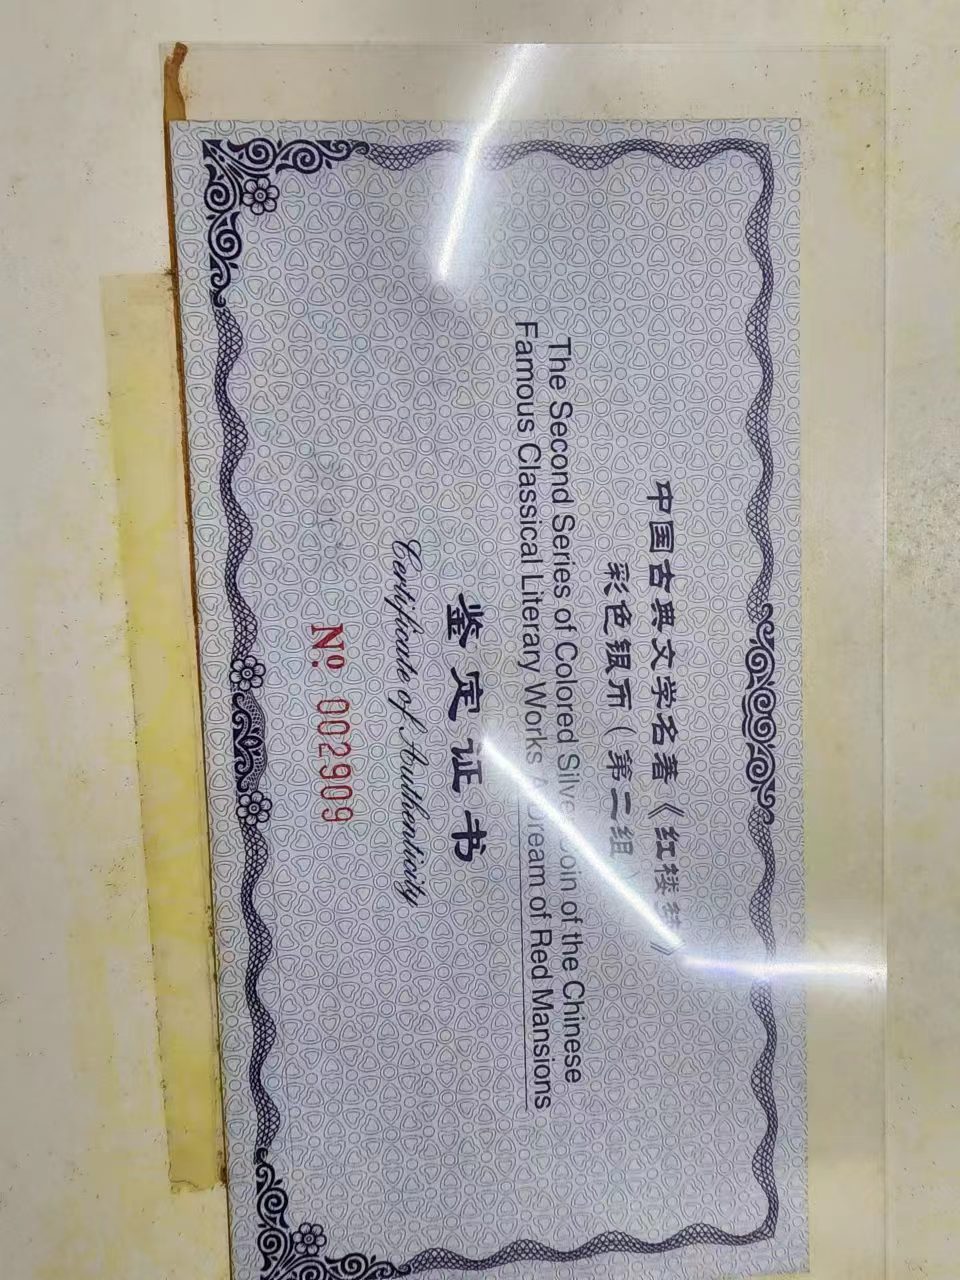 中国古典文学名著《红楼梦》
彩色银币（第二组）
The Second Series of Colored Silver Coin of the Chinese
Famous Classical Literary Works A Dream of Red Mansions
鉴定证书
Certificate of Authenticity
№ 002909